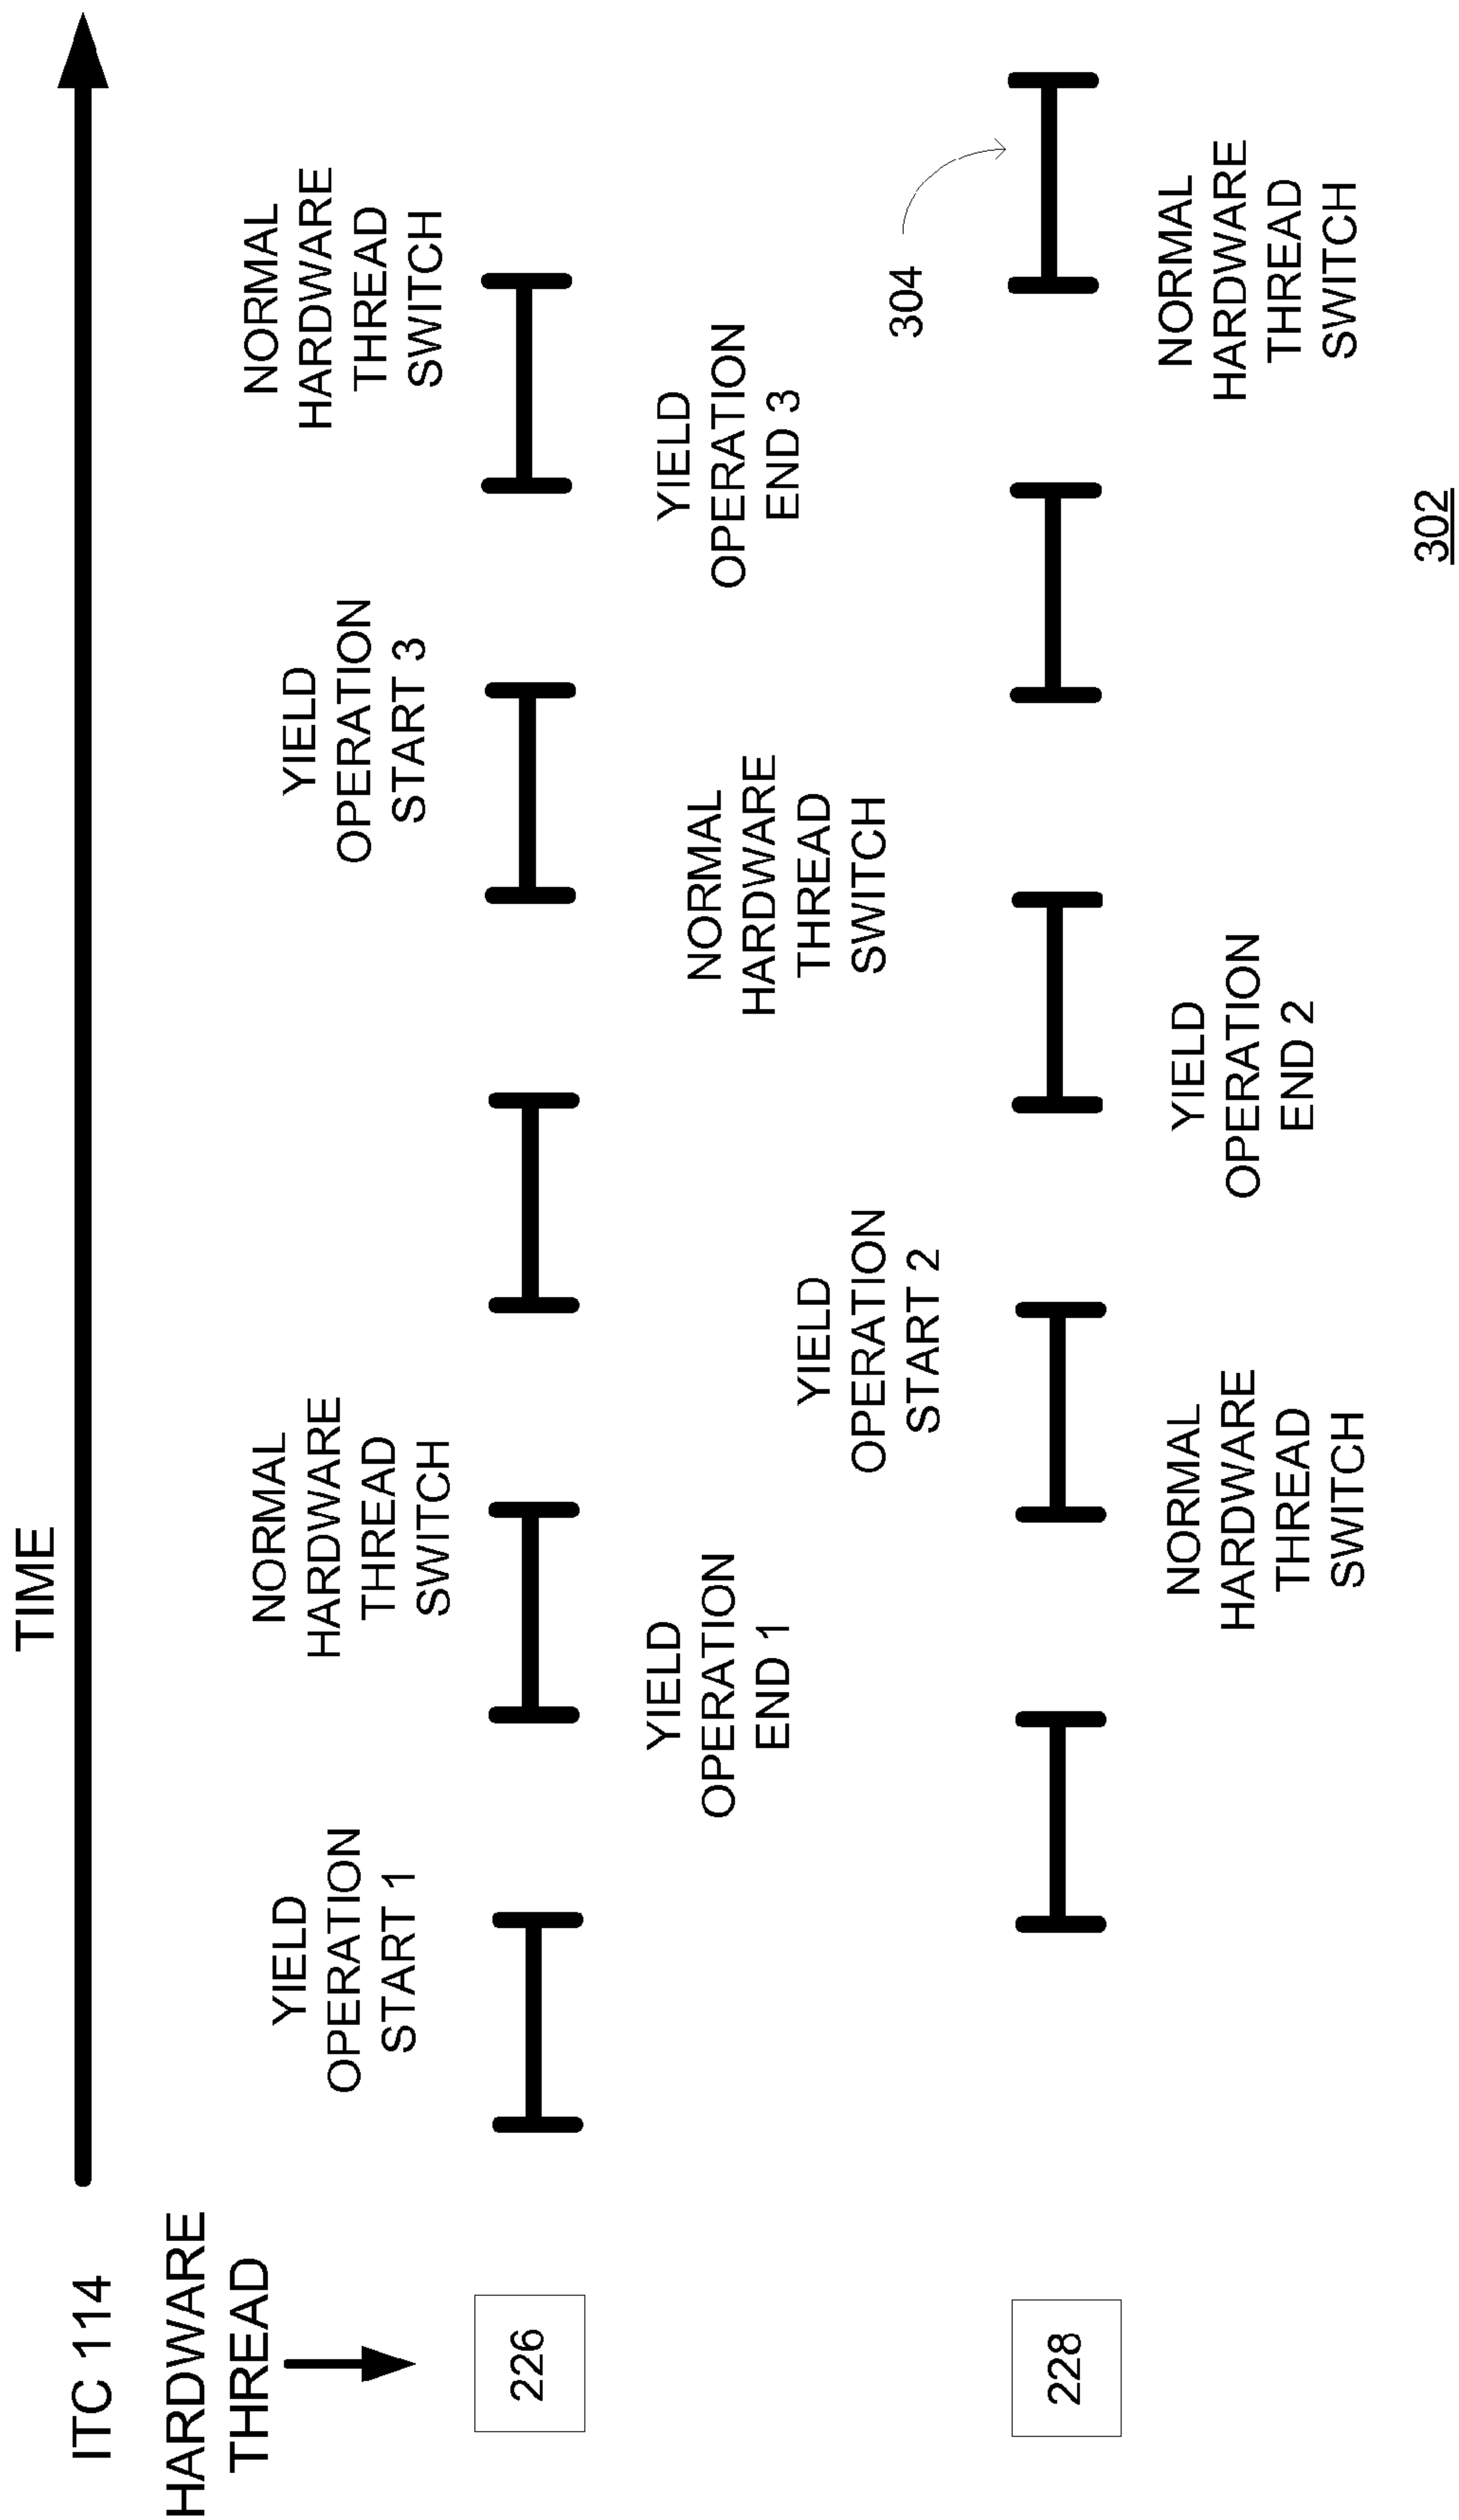 ITC 114
TIME
HARDWARE
THREAD
YIELD
OPERATION
START 1
NORMAL
HARDWARE
THREAD
SWITCH
YIELD
OPERATION
START 3
NORMAL
HARDWARE
THREAD
SWITCH
226
YIELD
OPERATION
END 1
NORMAL
HARDWARE
THREAD
SWITCH
YIELD
OPERATION
END 3
YIELD
OPERATION
START 2
304
228
NORMAL
HARDWARE
THREAD
SWITCH
YIELD
OPERATION
END 2
NORMAL
HARDWARE
THREAD
SWITCH
302